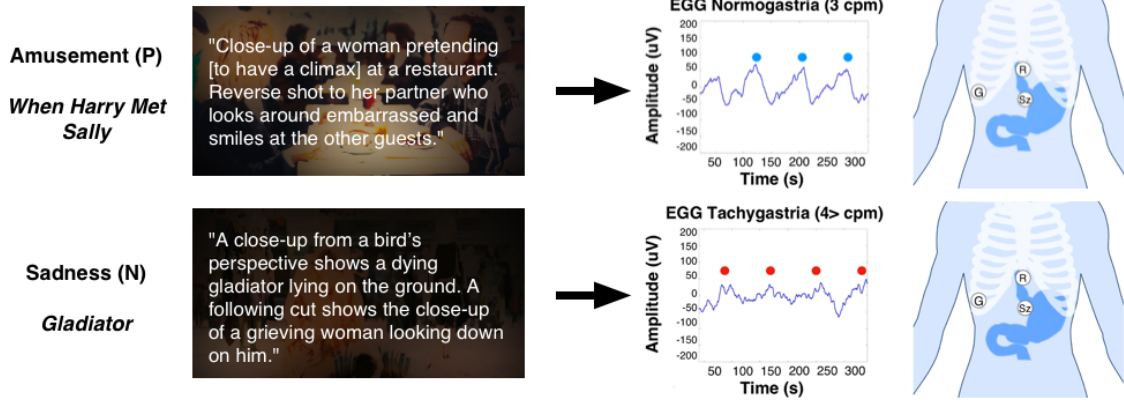 Amusement (P)
When Harry Met
Sally
"Close-up of a woman pretending
[to have a climax] at a restaurant.
Reverse shot to her partner who
looks around embarrassed and
smiles at the other guests."
EGG Normogastria (3 cpm)
Amplitude (uV)
200
150
100
50
0
-50
-100
-150
-200
50 100 150 200 250 300
Time (s)
R
G
Sz
Sadness (N)
Gladiator
"A close-up from a bird's
perspective shows a dying
gladiator lying on the ground. A
following cut shows the close-up
of a grieving woman looking down
on him."
EGG Tachygastria (4> cpm)
Amplitude (uV)
200
150
100
50
0
-50
-100
-150
-200
50 100 150 200 250 300
Time (s)
R
G
Sz